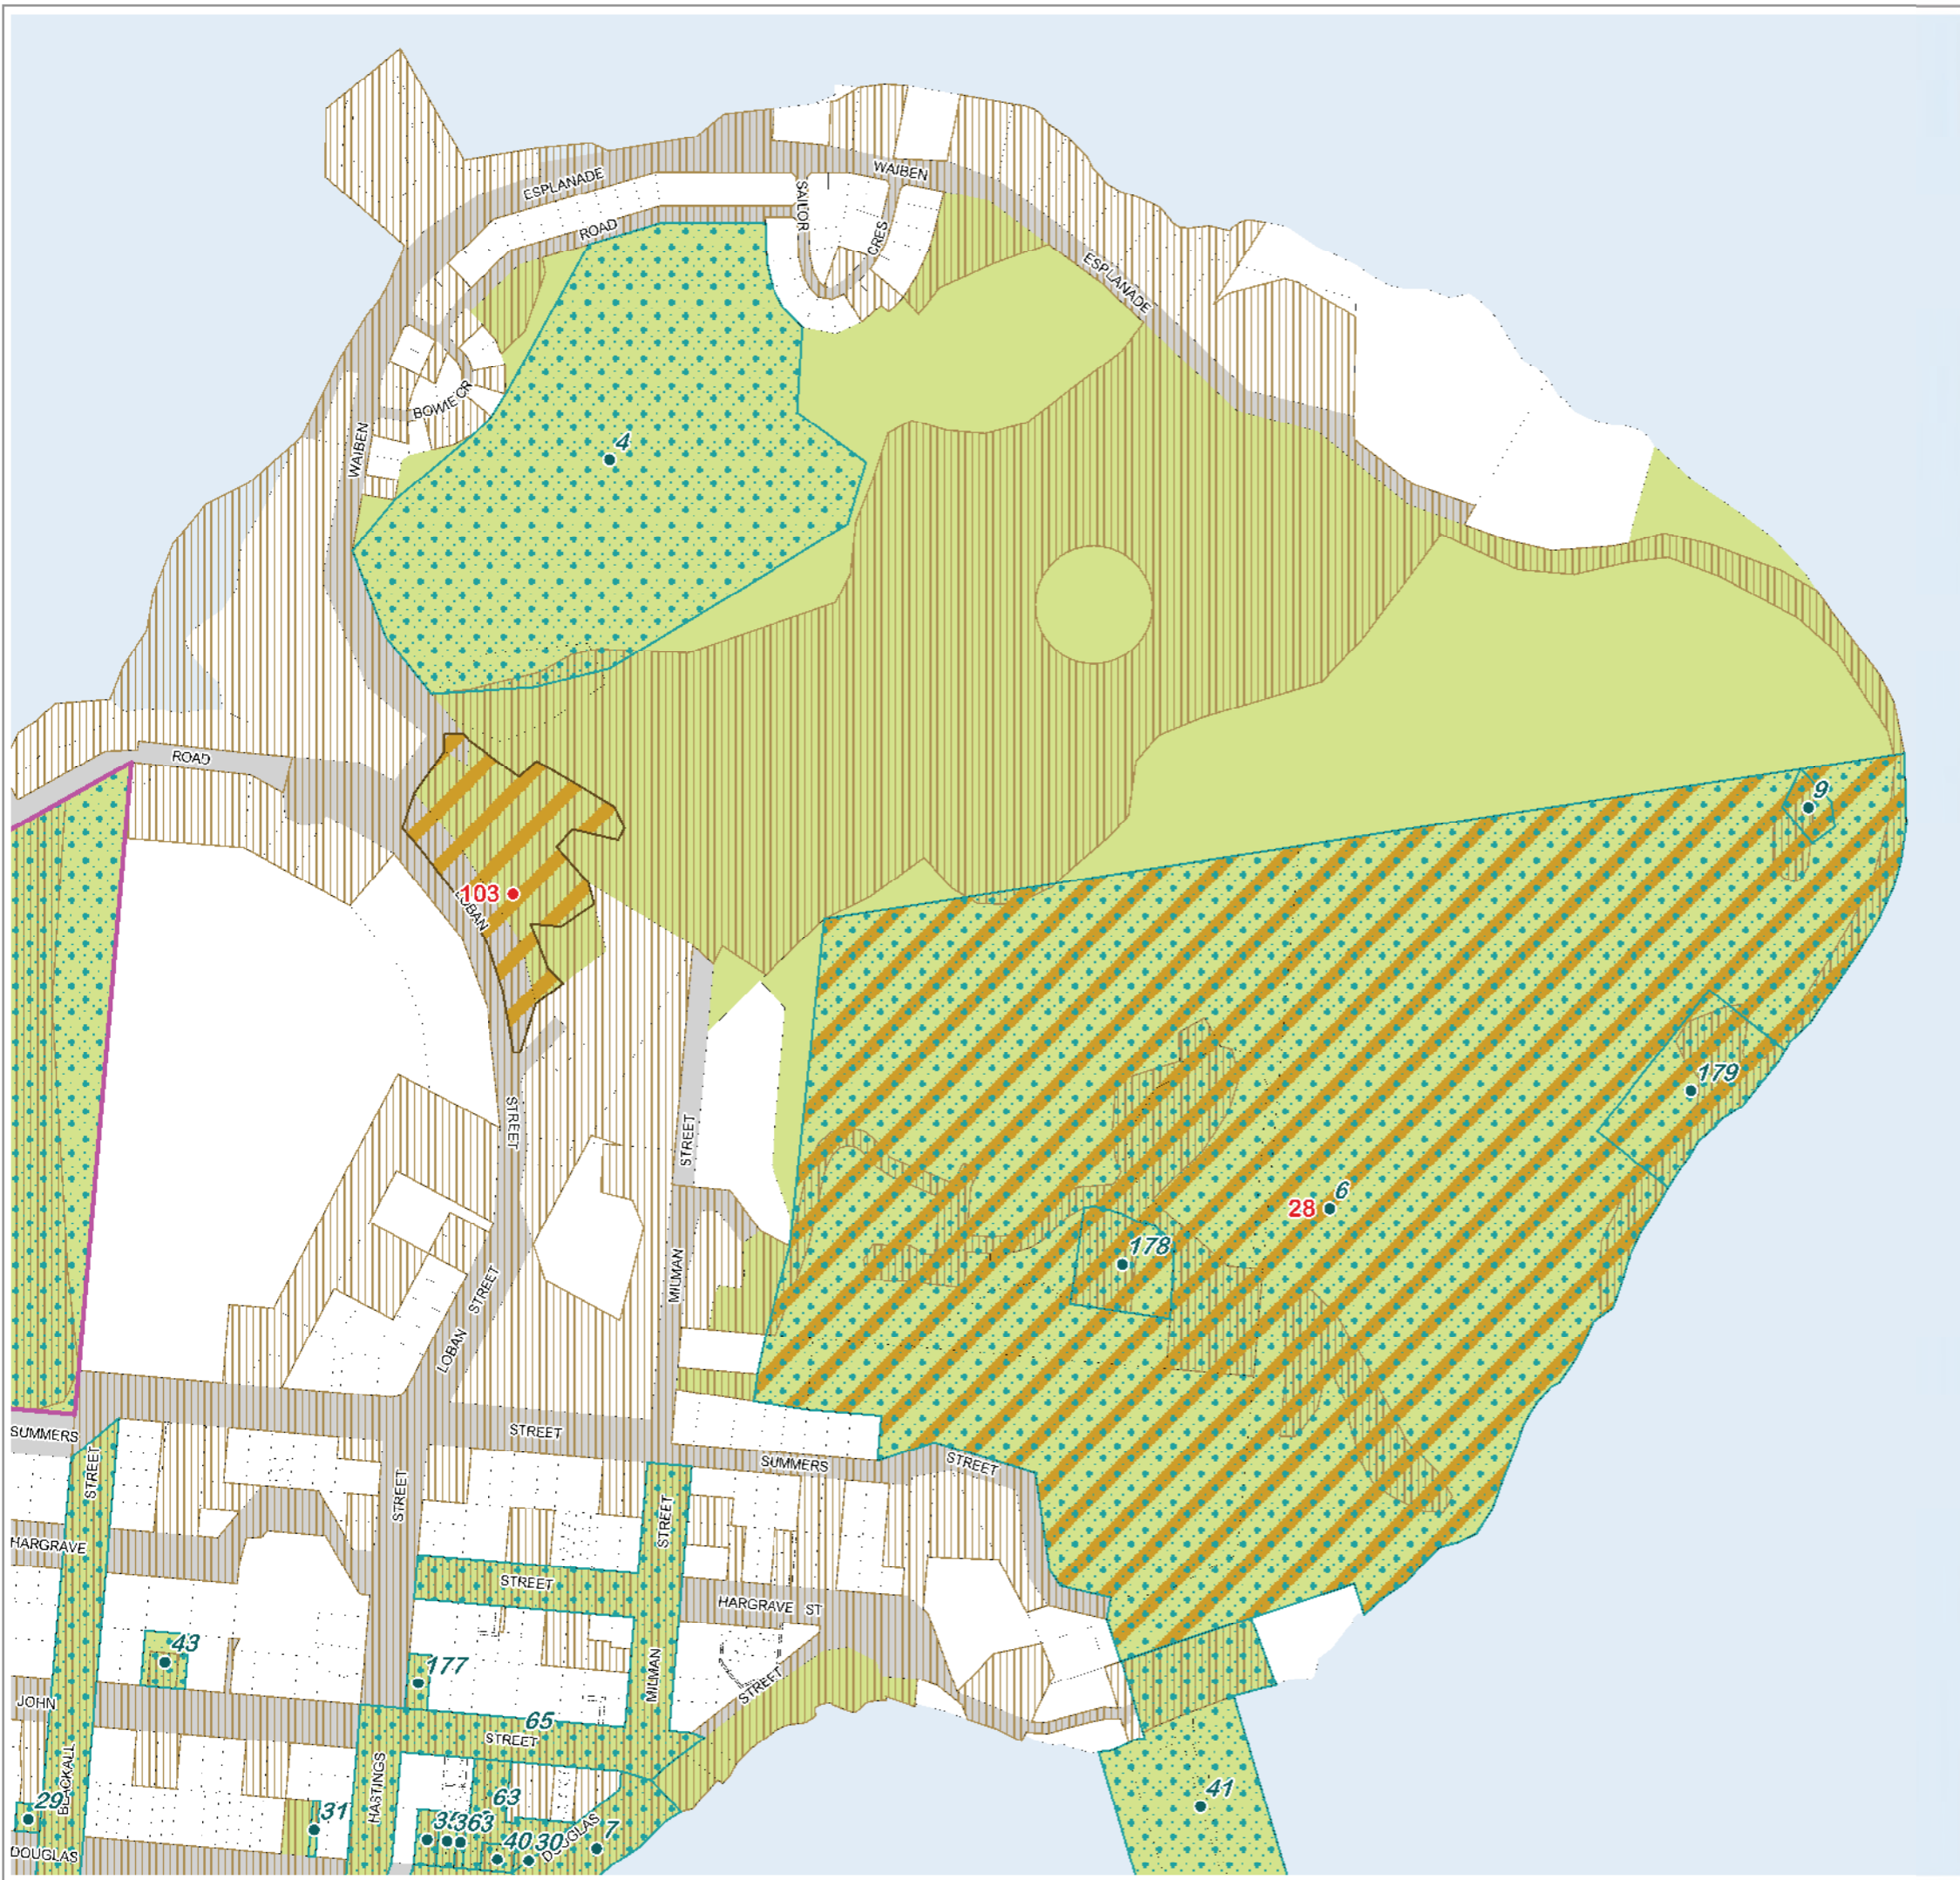 WAIBEN
ESPLANADE
SAILOR
CRES
ROAD
ESPLANADE
BOWIE CR
WAIBEN
4
ROAD
9
103
LOBAN
179
STREET
STREET
6
28
178
MILMAN
STREET
LOBAN
SUMMERS
STREET
STREET
SUMMERS
STREET
STREET
STREET
HARGRAVE
STREET
HARGRAVE ST
43
177
MILMAN
STREET
JOHN
65
STREET
BLACKALL
HASTINGS
29
31
63
41
7
40
30
DOUGLAS
DOUGLAS